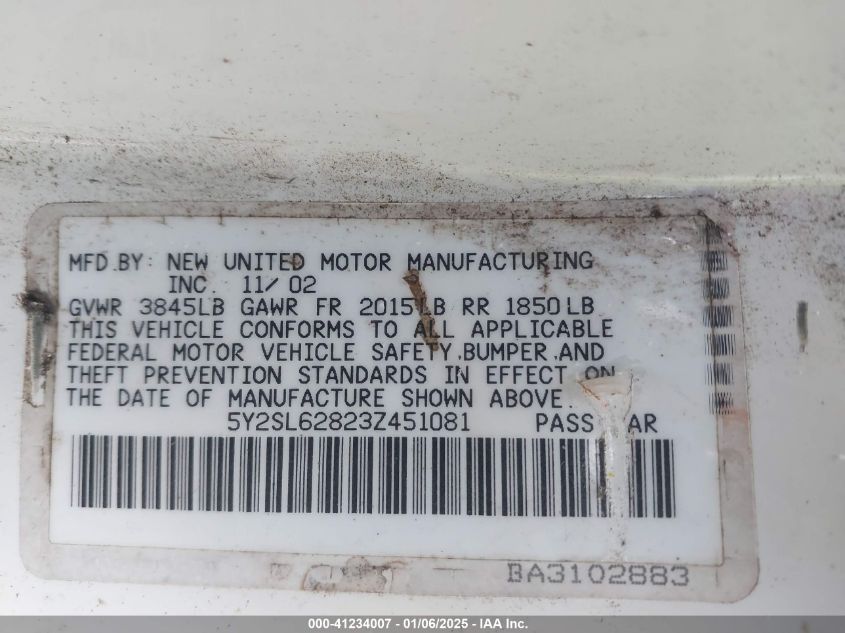 MFD.BY: NEW UNITED MOTOR MANUFACTURING
INC. 11/02
GVWR 3845LB GAWR FR 2015LB RR 1850LB
THIS VEHICLE CONFORMS TO ALL APPLICABLE
FEDERAL MOTOR VEHICLE SAFETY,BUMPER,AND
THEFT PREVENTION STANDARDS IN EFFECT ON
THE DATE OF MANUFACTURE SHOWN ABOVE.
5Y2SL62823Z451081 PASS CAR
BA3102883
000-41234007 - 01/06/2025 - IAA Inc.